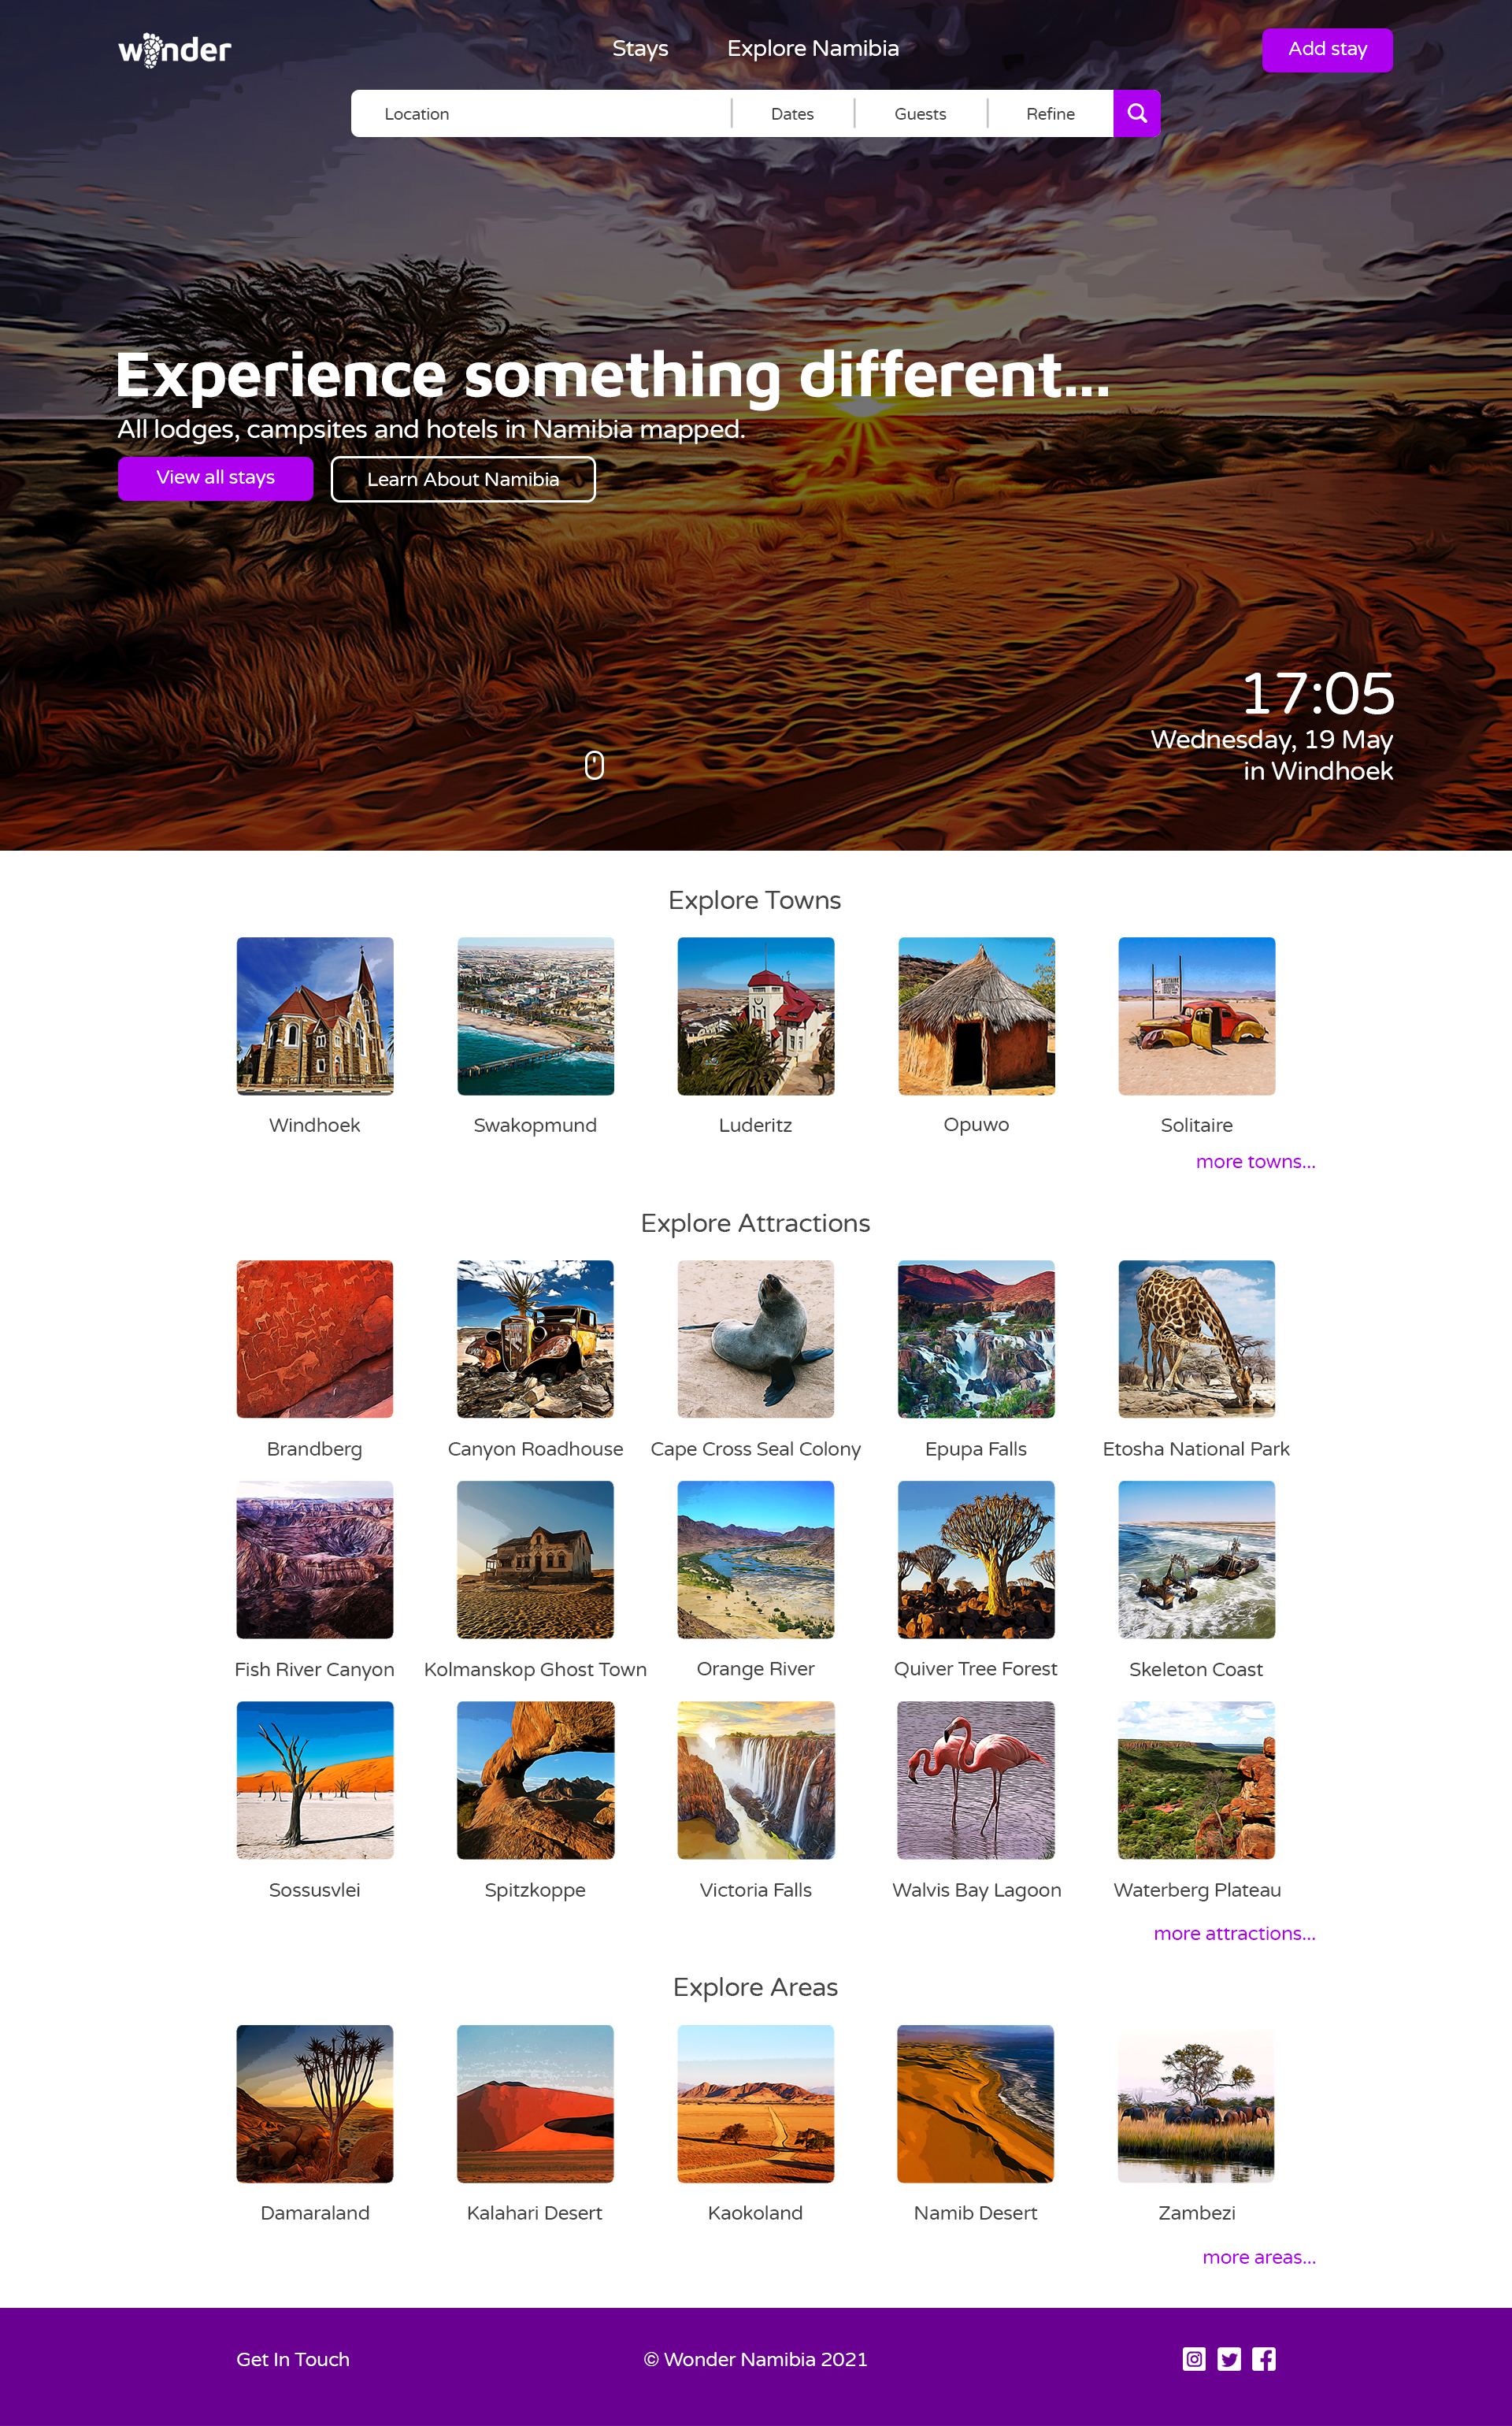 wonder
Stays
Explore Namibia
Add stay
Location
Dates
Guests
Refine
Experience something different...
All lodges, campsites and hotels in Namibia mapped.
View all stays
Learn About Namibia
17:05
Wednesday, 19 May
in Windhoek
Explore Towns
Windhoek
Swakopmund
Luderitz
Opuwo
Solitaire
more towns...
Explore Attractions
Brandberg
Canyon Roadhouse
Cape Cross Seal Colony
Epupa Falls
Etosha National Park
Fish River Canyon
Kolmanskop Ghost Town
Orange River
Quiver Tree Forest
Skeleton Coast
Sossusvlei
Spitzkoppe
Victoria Falls
Walvis Bay Lagoon
Waterberg Plateau
more attractions...
Explore Areas
Damaraland
Kalahari Desert
Kaokoland
Namib Desert
Zambezi
more areas...
Get In Touch
© Wonder Namibia 2021